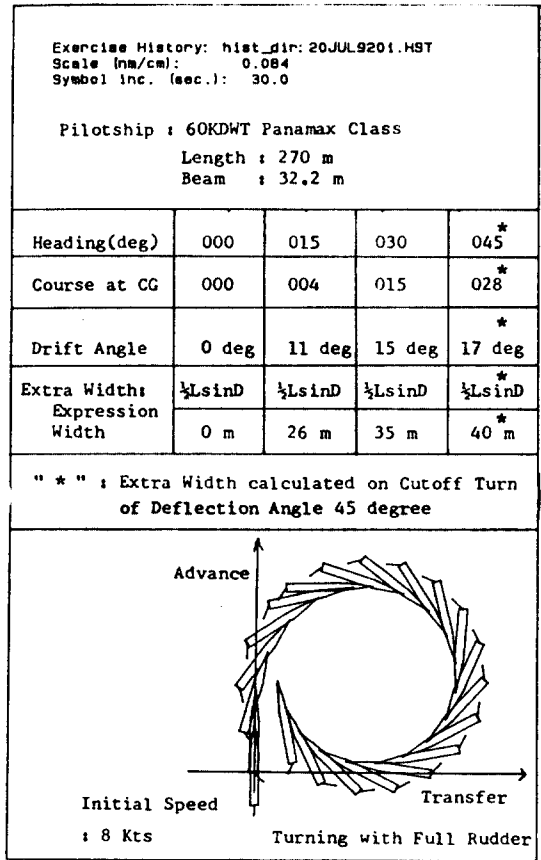 Exercise History: hist_dir:20JUL9201.HST
Scale (nm/cm): 0.084
Symbol inc. (sec.): 30.0
Pilotship : 60KDWT Panamax Class
Length : 270 m
Beam : 32.2 m
Heading(deg) 000 015 030 045*
Course at CG 000 004 015 028*
Drift Angle 0 deg 11 deg 15 deg 17 deg*
Extra Width: ½LsinD ½LsinD ½LsinD ½LsinD*
Expression
Width 0 m 26 m 35 m 40 m*
" * " : Extra Width calculated on Cutoff Turn
of Deflection Angle 45 degree
Advance
Transfer
Initial Speed
: 8 Kts
Turning with Full Rudder